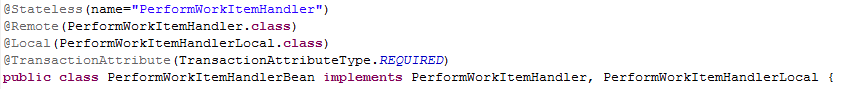 @Stateless(name="PerformWorkItemHandler")
@Remote(PerformWorkItemHandler.class)
@Local(PerformWorkItemHandlerLocal.class)
@TransactionAttribute(TransactionAttributeType.REQUIRED)
public class PerformWorkItemHandlerBean implements PerformWorkItemHandler, PerformWorkItemHandlerLocal {